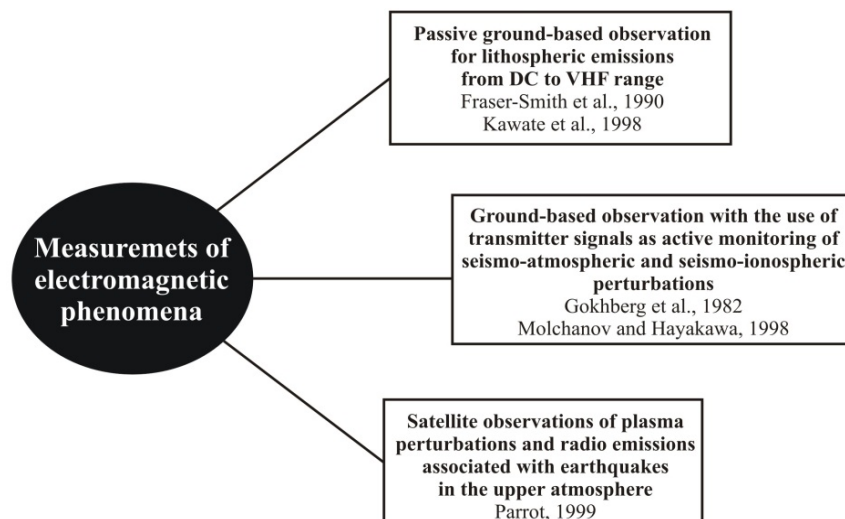 Passive ground-based observation
for lithospheric emissions
from DC to VHF range
Fraser-Smith et al., 1990
Kawate et al., 1998
Measuremets of
electromagnetic
phenomena
Ground-based observation with the use of
transmitter signals as active monitoring of
seismo-atmospheric and seismo-ionospheric
perturbations
Gokhberg et al., 1982
Molchanov and Hayakawa, 1998
Satellite observations of plasma
perturbations and radio emissions
associated with earthquakes
in the upper atmosphere
Parrot, 1999